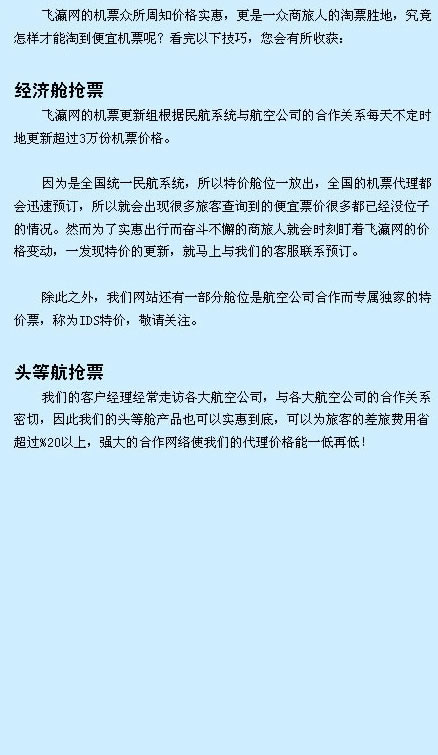 飞瀛网的机票众所周知价格实惠，更是一众商旅人的淘票胜地，究竟
怎样才能淘到便宜机票呢？看完以下技巧，您会有所收获：
经济舱抢票
飞瀛网的机票更新组根据民航系统与航空公司的合作关系每天不定时
地更新超过3万份机票价格。
因为是全国统一民航系统，所以特价舱位一放出，全国的机票代理都
会迅速预订，所以就会出现很多旅客查询到的便宜票价很多都已经没位子
的情况。然而为了实惠出行而奋斗不懈的商旅人就会时刻盯着飞瀛网的价
格变动，一发现特价的更新，就马上与我们的客服联系预订。
除此之外，我们网站还有一部分舱位是航空公司合作而专属独家的特
价票，称为IDS特价，敬请关注。
头等航抢票
我们的客户经理经常走访各大航空公司，与各大航空公司的合作关系
密切，因此我们的头等舱产品也可以实惠到底，可以为旅客的差旅费用省
超过%20以上，强大的合作网络使我们的代理价格能一低再低！